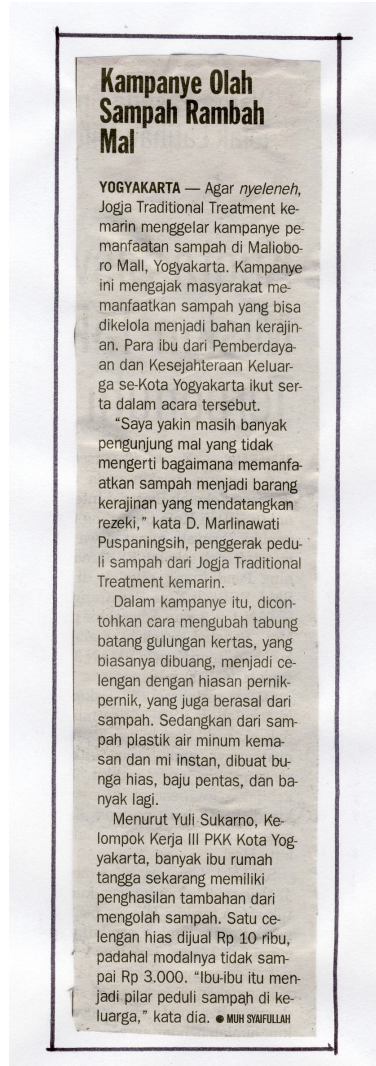 Kampanye Olah
Sampah Rambah
Mal
YOGYAKARTA — Agar nyeleneh,
Jogja Traditional Treatment ke-
marin menggelar kampanye pe-
manfaatan sampah di Maliobo-
ro Mall, Yogyakarta. Kampanye
ini mengajak masyarakat me-
manfaatkan sampah yang bisa
dikelola menjadi bahan kerajin-
an. Para ibu dari Pemberdaya-
an dan Kesejahteraan Keluar-
ga se-Kota Yogyakarta ikut ser-
ta dalam acara tersebut.
“Saya yakin masih banyak
pengunjung mal yang tidak
mengerti bagaimana memanfa-
atkan sampah menjadi barang
kerajinan yang mendatangkan
rezeki,” kata D. Marlinawati
Puspaningsih, penggerak pedu-
li sampah dari Jogja Traditional
Treatment kemarin.
Dalam kampanye itu, dicon-
tohkan cara mengubah tabung
batang gulungan kertas, yang
biasanya dibuang, menjadi ce-
lengan dengan hiasan pernik-
pernik, yang juga berasal dari
sampah. Sedangkan dari sam-
pah plastik air minum kema-
san dan mi instan, dibuat bu-
nga hias, baju pentas, dan ba-
nyak lagi.
Menurut Yuli Sukarno, Ke-
lompok Kerja III PKK Kota Yog-
yakarta, banyak ibu rumah
tangga sekarang memiliki
penghasilan tambahan dari
mengolah sampah. Satu ce-
lengan hias dijual Rp 10 ribu,
padahal modalnya tidak sam-
pai Rp 3.000. “Ibu-ibu itu men-
jadi pilar peduli sampah di ke-
luarga,” kata dia. ● MUH SYAIFULLAH